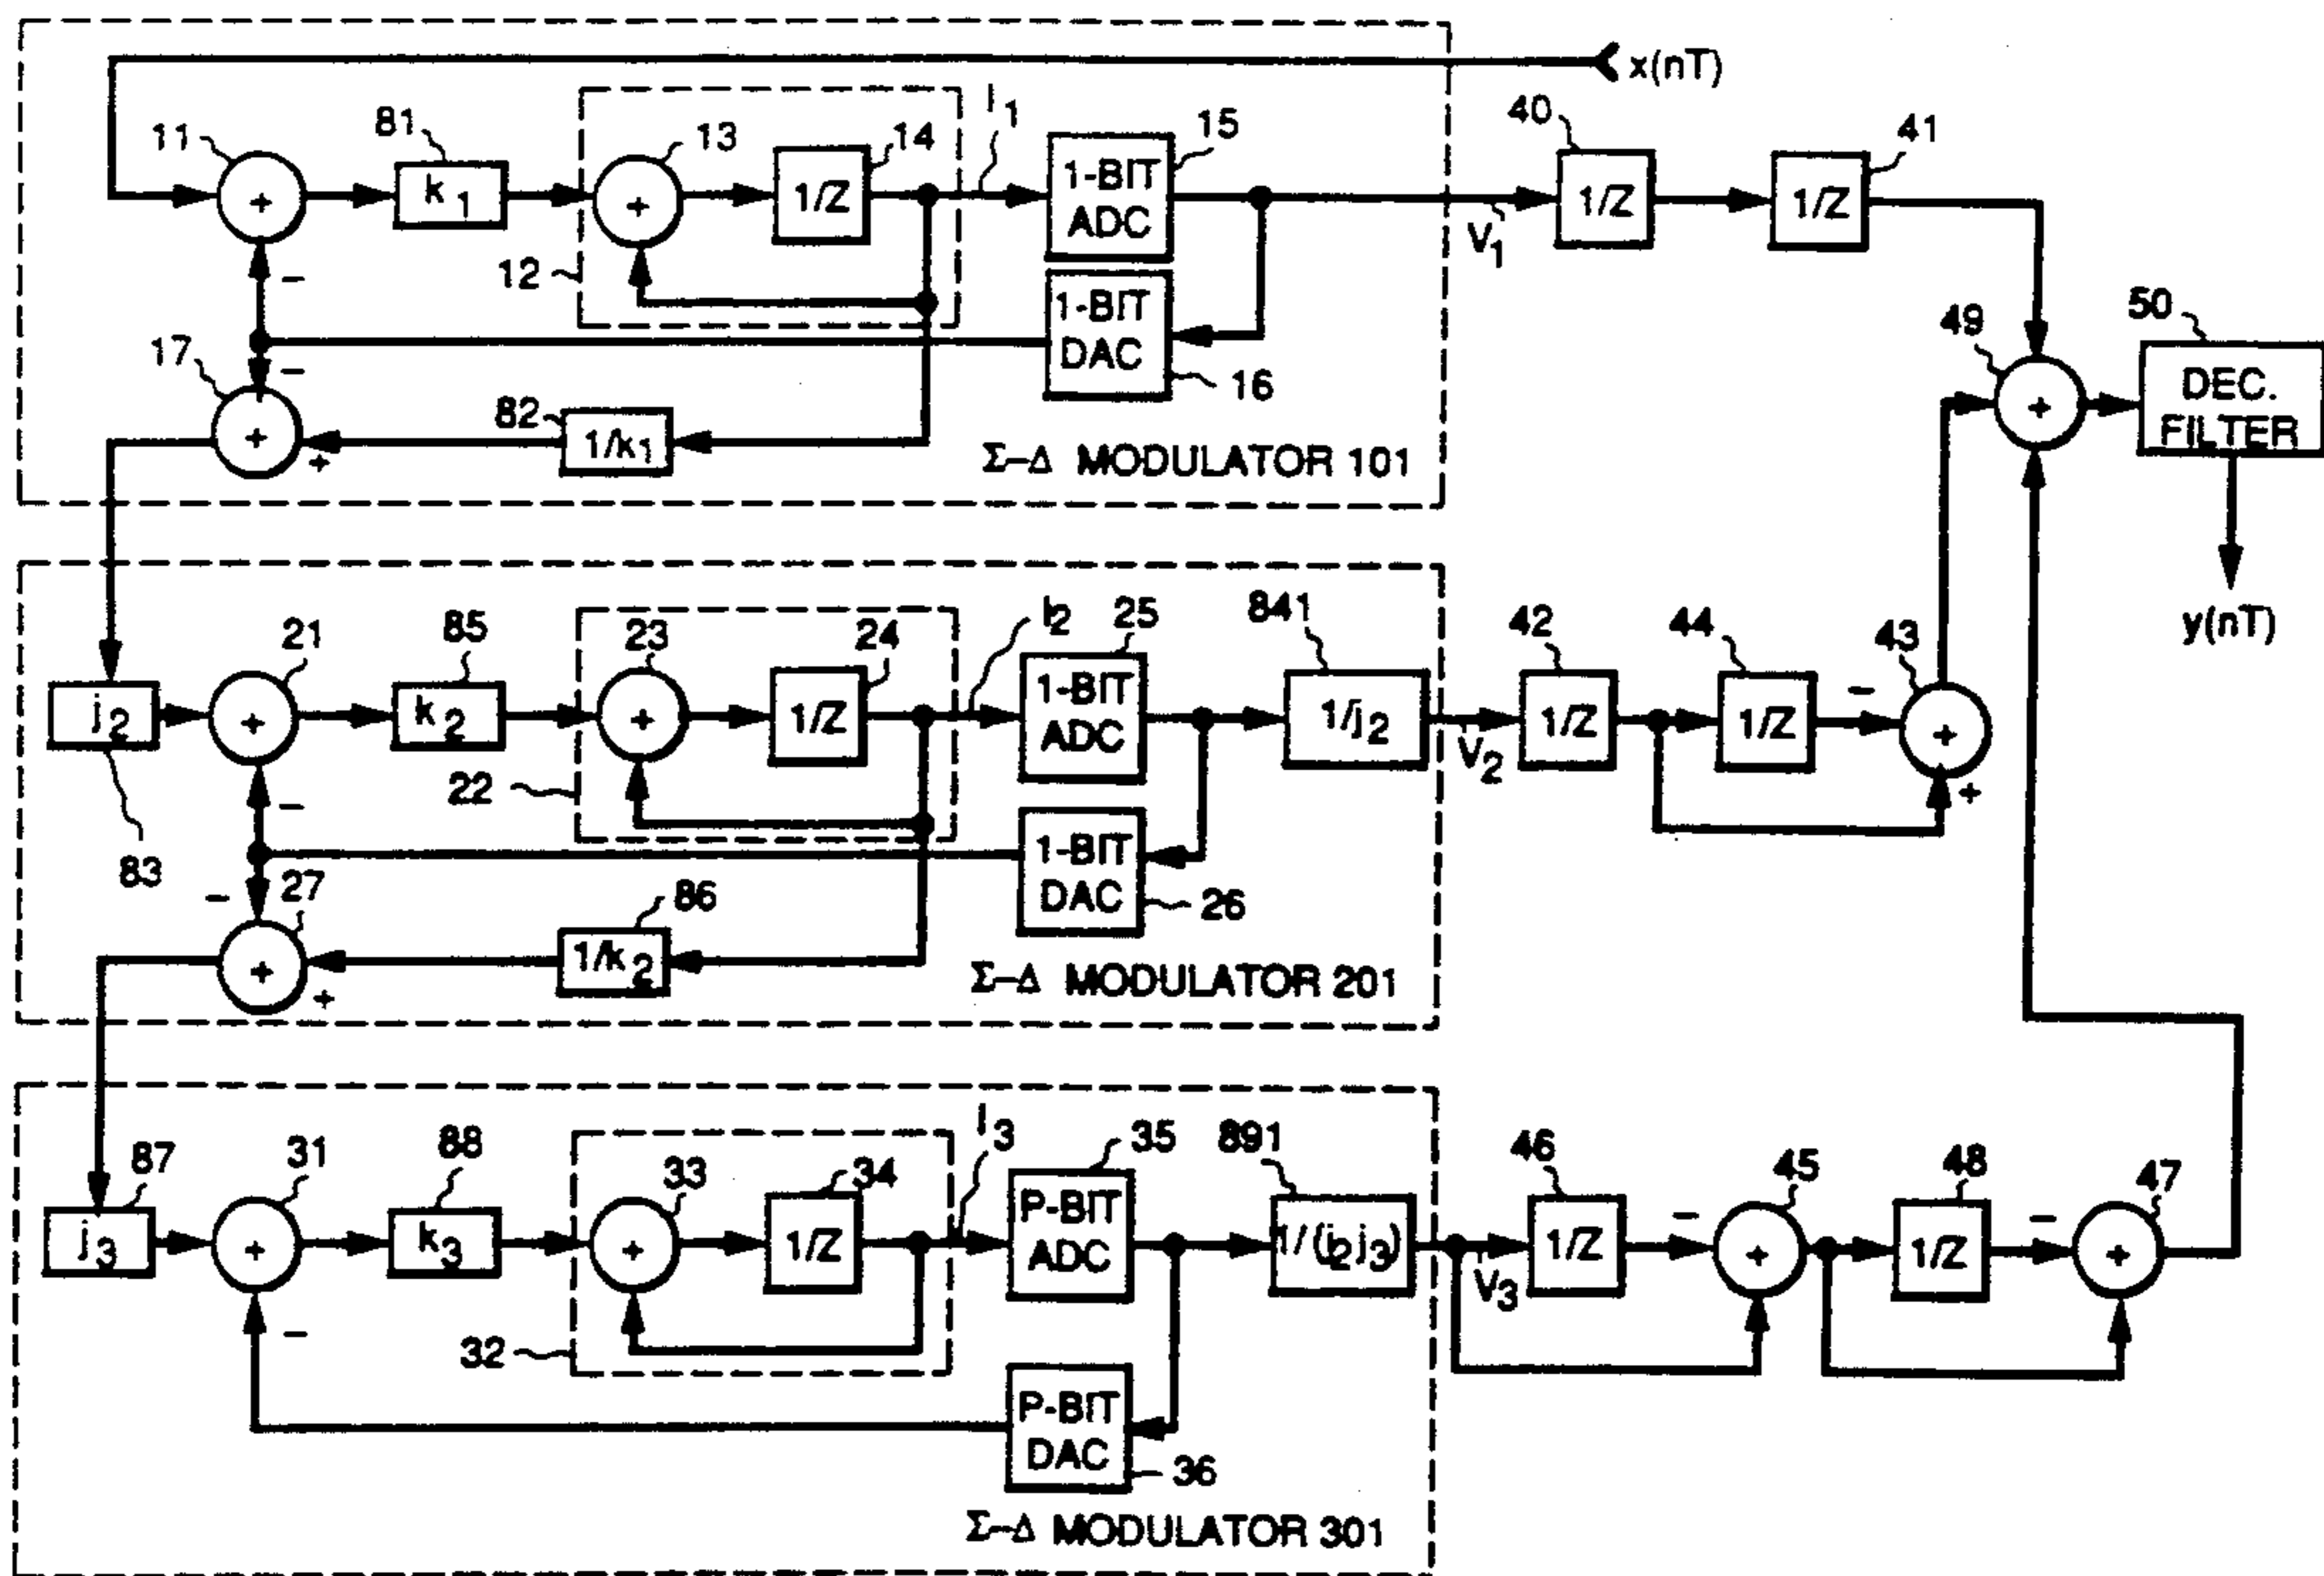 x(nT)
11
81
k1
13
14
1/Z
I1
15
1-BIT
ADC
40
1/Z
41
1/Z
+
+
12
−
V1
1-BIT
DAC
16
17
−
+
+
82
1/k1
Σ–Δ MODULATOR 101
49
+
50
DEC.
FILTER
y(nT)
j2
83
21
+
85
k2
23
+
24
1/Z
I2
25
1-BIT
ADC
841
1/j2
V2
42
1/Z
44
1/Z
−
43
+
+
22
−
1-BIT
DAC
26
−
27
+
+
86
1/k2
Σ–Δ MODULATOR 201
87
j3
31
+
88
k3
33
+
34
1/Z
I3
35
P-BIT
ADC
891
1/(j2 j3)
V3
46
1/Z
−
45
+
48
1/Z
−
47
+
−
32
P-BIT
DAC
36
Σ–Δ MODULATOR 301